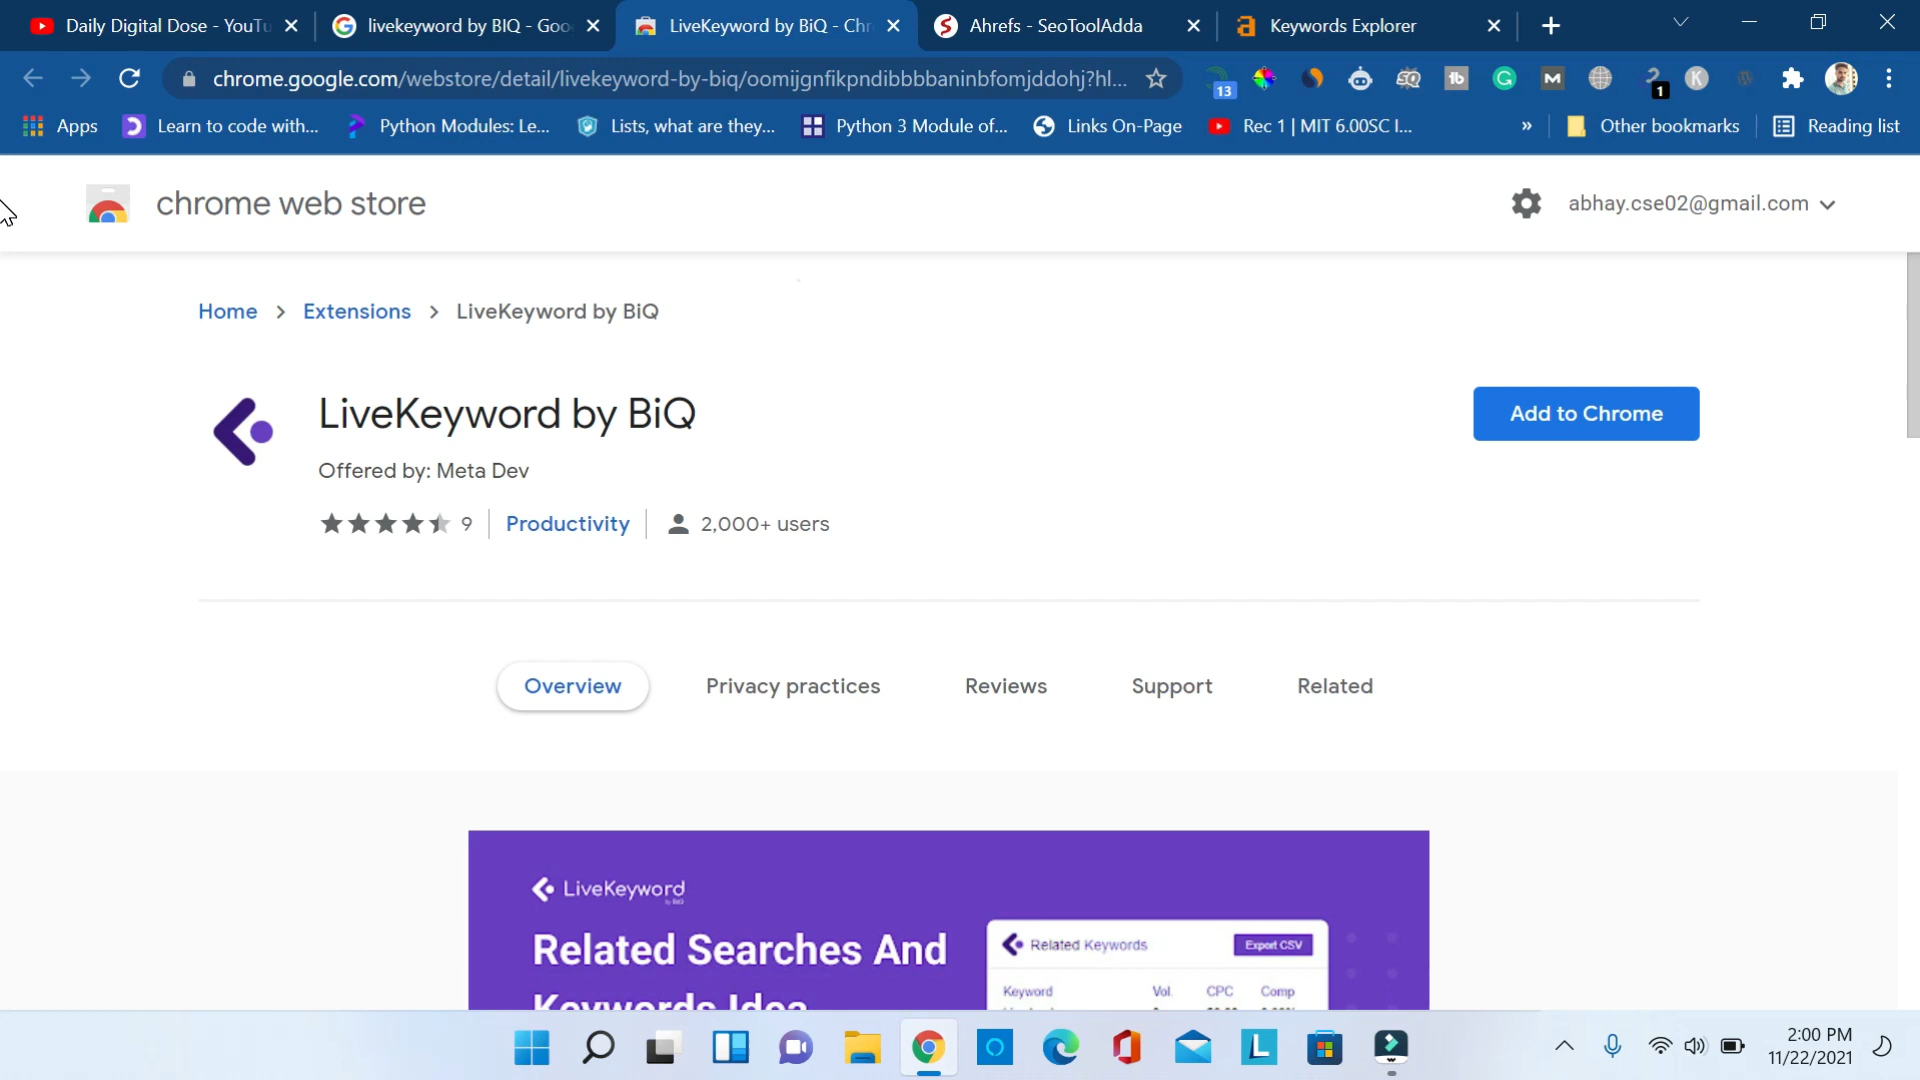 Daily Digital Dose - YouTu
livekeyword by BIQ - Goo
LiveKeyword by BiQ - Chr
Ahrefs - SeoToolAdda
Keywords Explorer
chrome.google.com/webstore/detail/livekeyword-by-biq/oomijgnfikpndibbbbaninbfomjddohj?hl...
13
1
Apps
Learn to code with...
Python Modules: Le...
Lists, what are they...
Python 3 Module of...
Links On-Page
Rec 1 | MIT 6.00SC I...
»
Other bookmarks
Reading list
chrome web store
abhay.cse02@gmail.com
Home > Extensions > LiveKeyword by BiQ
LiveKeyword by BiQ
Add to Chrome
Offered by: Meta Dev
9
Productivity
2,000+ users
Overview
Privacy practices
Reviews
Support
Related
LiveKeyword
by BiQ
Related Searches And
Keywords Idea
Related Keywords
Export CSV
Keyword Vol. CPC Comp
2:00 PM
11/22/2021